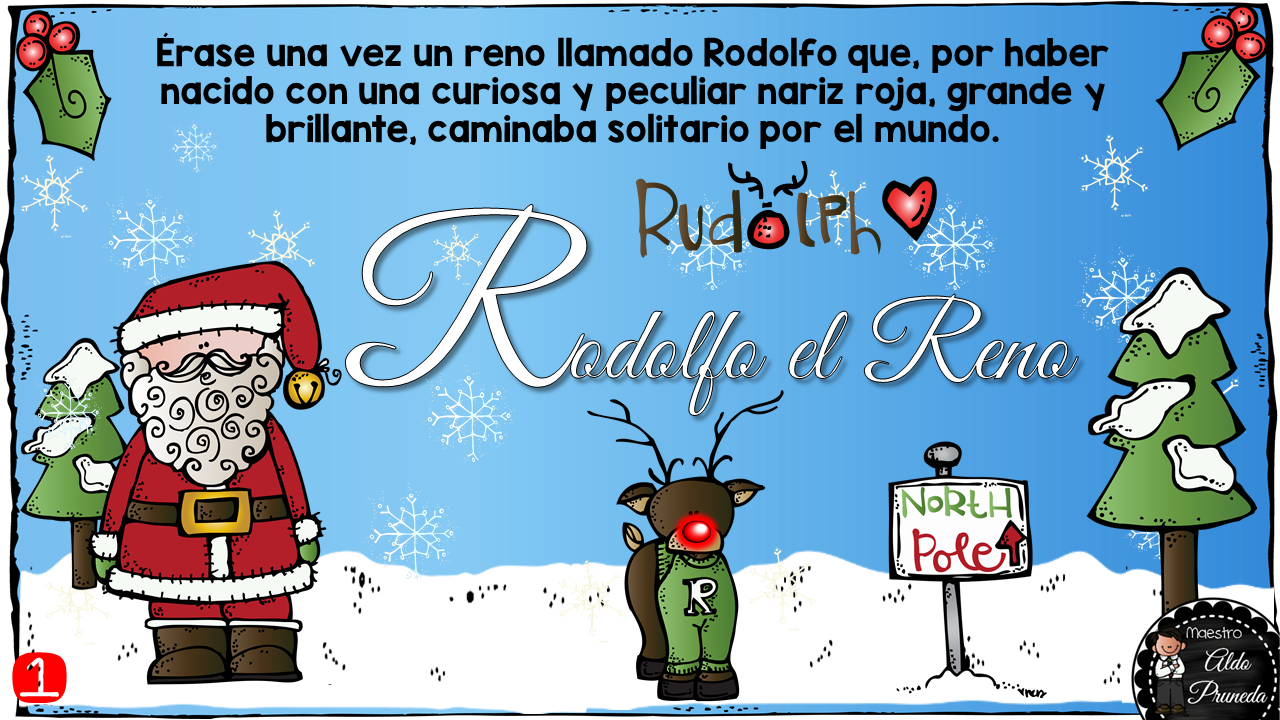 Érase una vez un reno llamado Rodolfo que, por haber
nacido con una curiosa y peculiar nariz roja, grande y
brillante, caminaba solitario por el mundo.
Rudolph
Rodolfo el Reno
NORtH
Pole
R
1
Maestro
Aldo
Pruneda